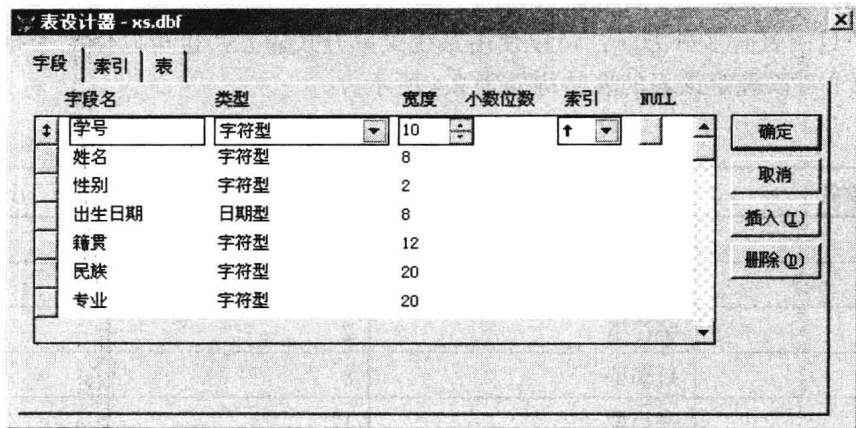 表设计器 - xs.dbf
字段 索引 表
字段名 类型 宽度 小数位数 索引 NULL
学号 字符型 10 确定
姓名 字符型 8
性别 字符型 2 取消
出生日期 日期型 8 插入(I)
籍贯 字符型 12
民族 字符型 20 删除(D)
专业 字符型 20